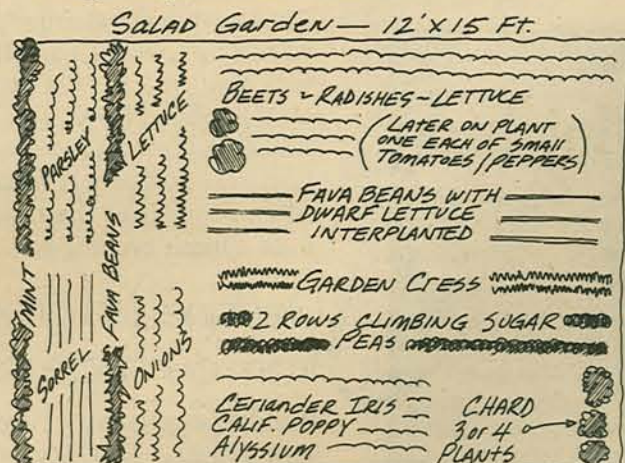 SALAD GARDEN — 12'X15 FT.
MINT
PARSLEY
SORREL
FAVA BEANS
LETTUCE
ONIONS
BEETS ~ RADISHES ~ LETTUCE
(LATER ON PLANT
ONE EACH OF SMALL
TOMATOES/PEPPERS)
FAVA BEANS WITH
DWARF LETTUCE
INTERPLANTED
GARDEN CRESS
2 ROWS CLIMBING SUGAR
PEAS
CERIANDER IRIS
CALIF. POPPY
ALYSSIUM
CHARD
3 or 4
PLANTS